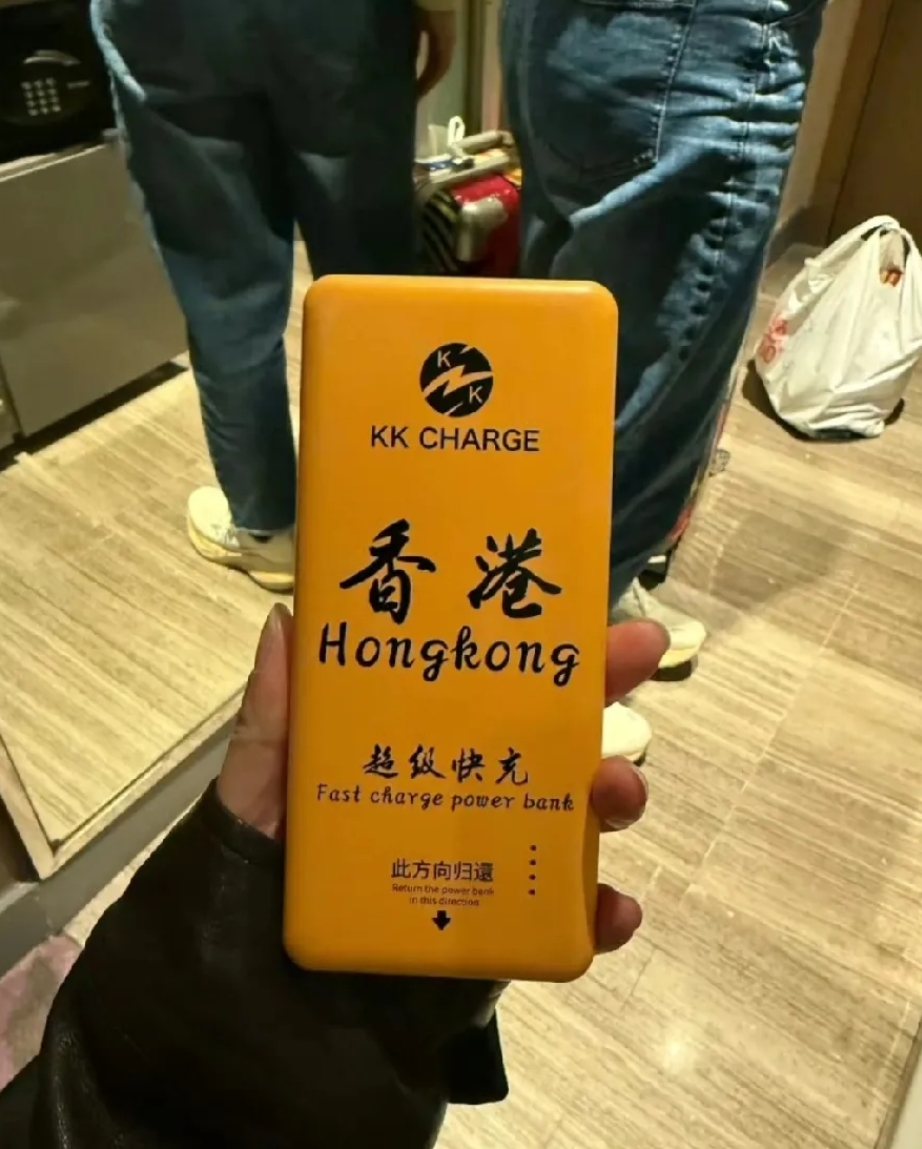 K
K
KK CHARGE
香港
Hongkong
超级快充
Fast charge power bank
此方向归還
Return the power bank
in this direction